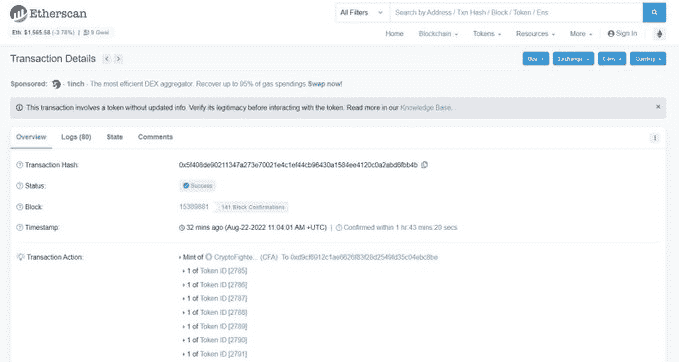 Etherscan
All Filters Search by Address / Txn Hash / Block / Token / Ens
Eth: $1,565.58 (-3.78%) | 9 Gwei
Home Blockchain Tokens Resources More Sign In
Transaction Details
Buy Exchange Earn Gaming
Sponsored: - 1inch - The most efficient DEX aggregator. Recover up to 95% of gas spendings Swap now!
This transaction involves a token without updated info. Verify its legitimacy before interacting with the token. Read more in our Knowledge Base.
Overview Logs (80) State Comments
Transaction Hash:
Status: Success
Block: 15389881 141 Block Confirmations
Timestamp: 32 mins ago (Aug-22-2022 11:04:01 AM +UTC) | Confirmed within 1 hr 43 mins 20 secs
Transaction Action: Mint of CryptoFighte... (CFA) To
1 of Token ID [2785]
1 of Token ID [2786]
1 of Token ID [2787]
1 of Token ID [2788]
1 of Token ID [2789]
1 of Token ID [2790]
1 of Token ID [2791]